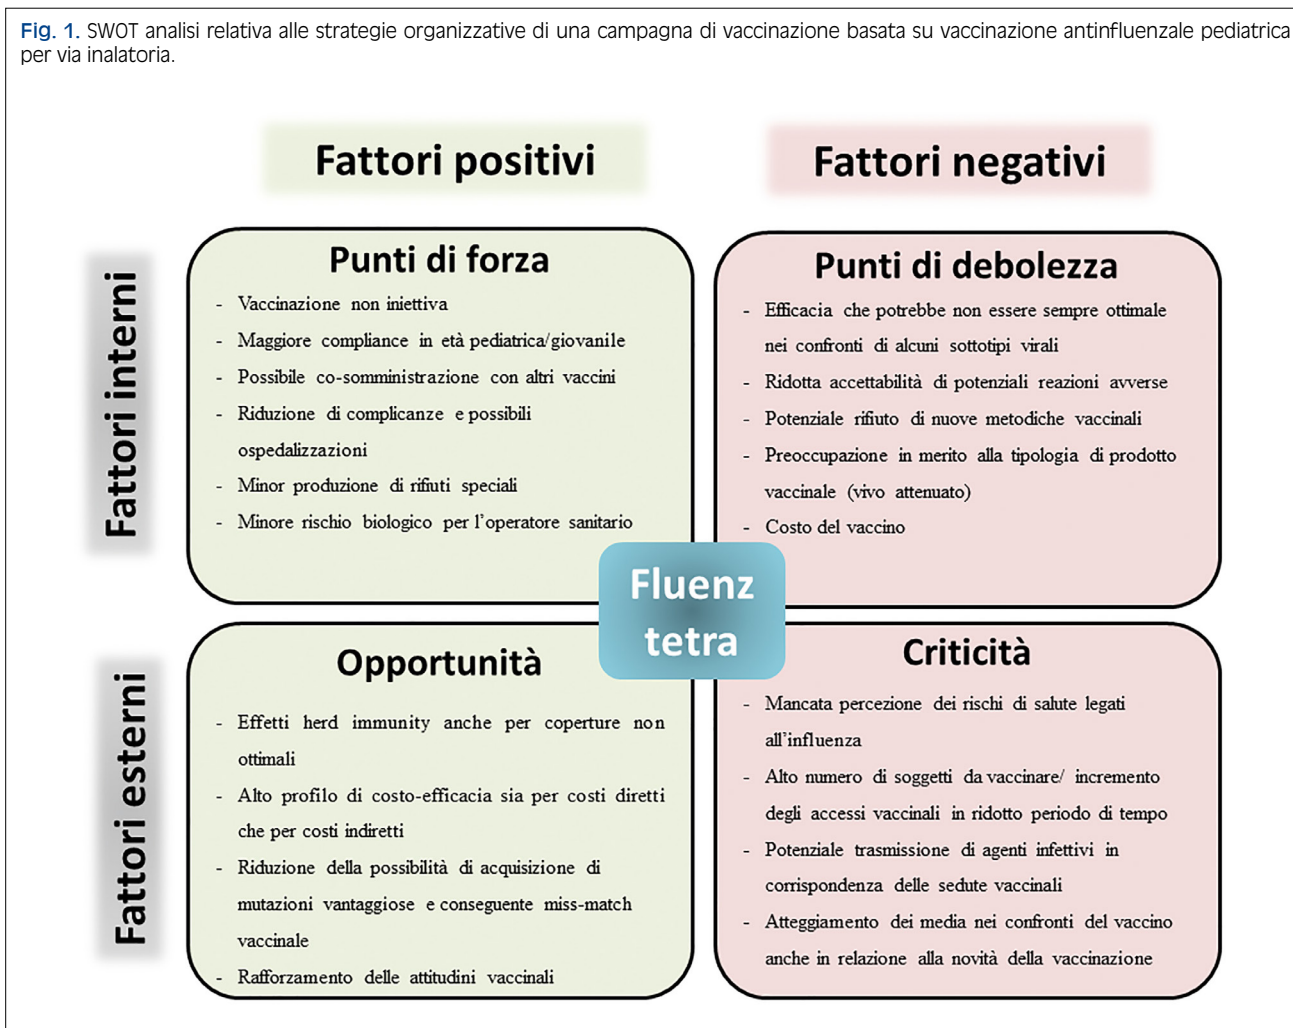 Fig. 1. SWOT analisi relativa alle strategie organizzative di una campagna di vaccinazione basata su vaccinazione antinfluenzale pediatrica
per via inalatoria.
Fattori positivi
Fattori negativi
Fattori interni
Punti di forza
- Vaccinazione non iniettiva
- Maggiore compliance in età pediatrica/giovanile
- Possibile co-somministrazione con altri vaccini
- Riduzione di complicanze e possibili
ospedalizzazioni
- Minor produzione di rifiuti speciali
- Minore rischio biologico per l'operatore sanitario
Punti di debolezza
- Efficacia che potrebbe non essere sempre ottimale
nei confronti di alcuni sottotipi virali
- Ridotta accettabilità di potenziali reazioni avverse
- Potenziale rifiuto di nuove metodiche vaccinali
- Preoccupazione in merito alla tipologia di prodotto
vaccinale (vivo attenuato)
- Costo del vaccino
Fluenz
tetra
Fattori esterni
Opportunità
- Effetti herd immunity anche per coperture non
ottimali
- Alto profilo di costo-efficacia sia per costi diretti
che per costi indiretti
- Riduzione della possibilità di acquisizione di
mutazioni vantaggiose e conseguente miss-match
vaccinale
- Rafforzamento delle attitudini vaccinali
Criticità
- Mancata percezione dei rischi di salute legati
all'influenza
- Alto numero di soggetti da vaccinare/ incremento
degli accessi vaccinali in ridotto periodo di tempo
- Potenziale trasmissione di agenti infettivi in
corrispondenza delle sedute vaccinali
- Atteggiamento dei media nei confronti del vaccino
anche in relazione alla novità della vaccinazione